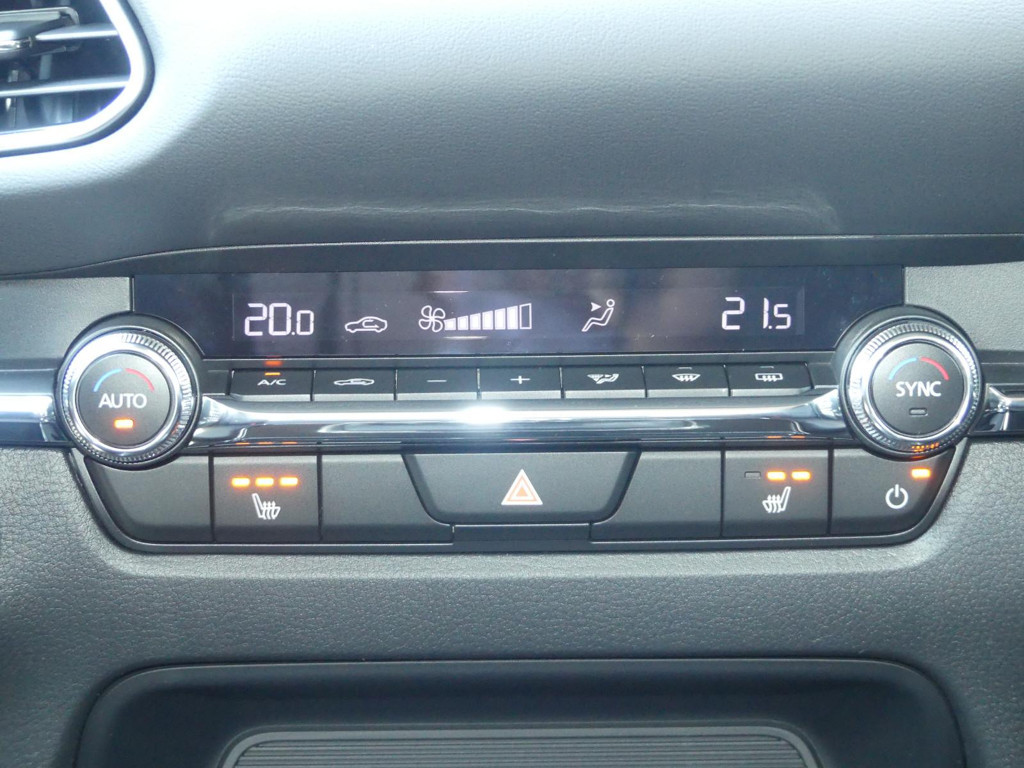 20.0 21.5
A/C − +
AUTO SYNC